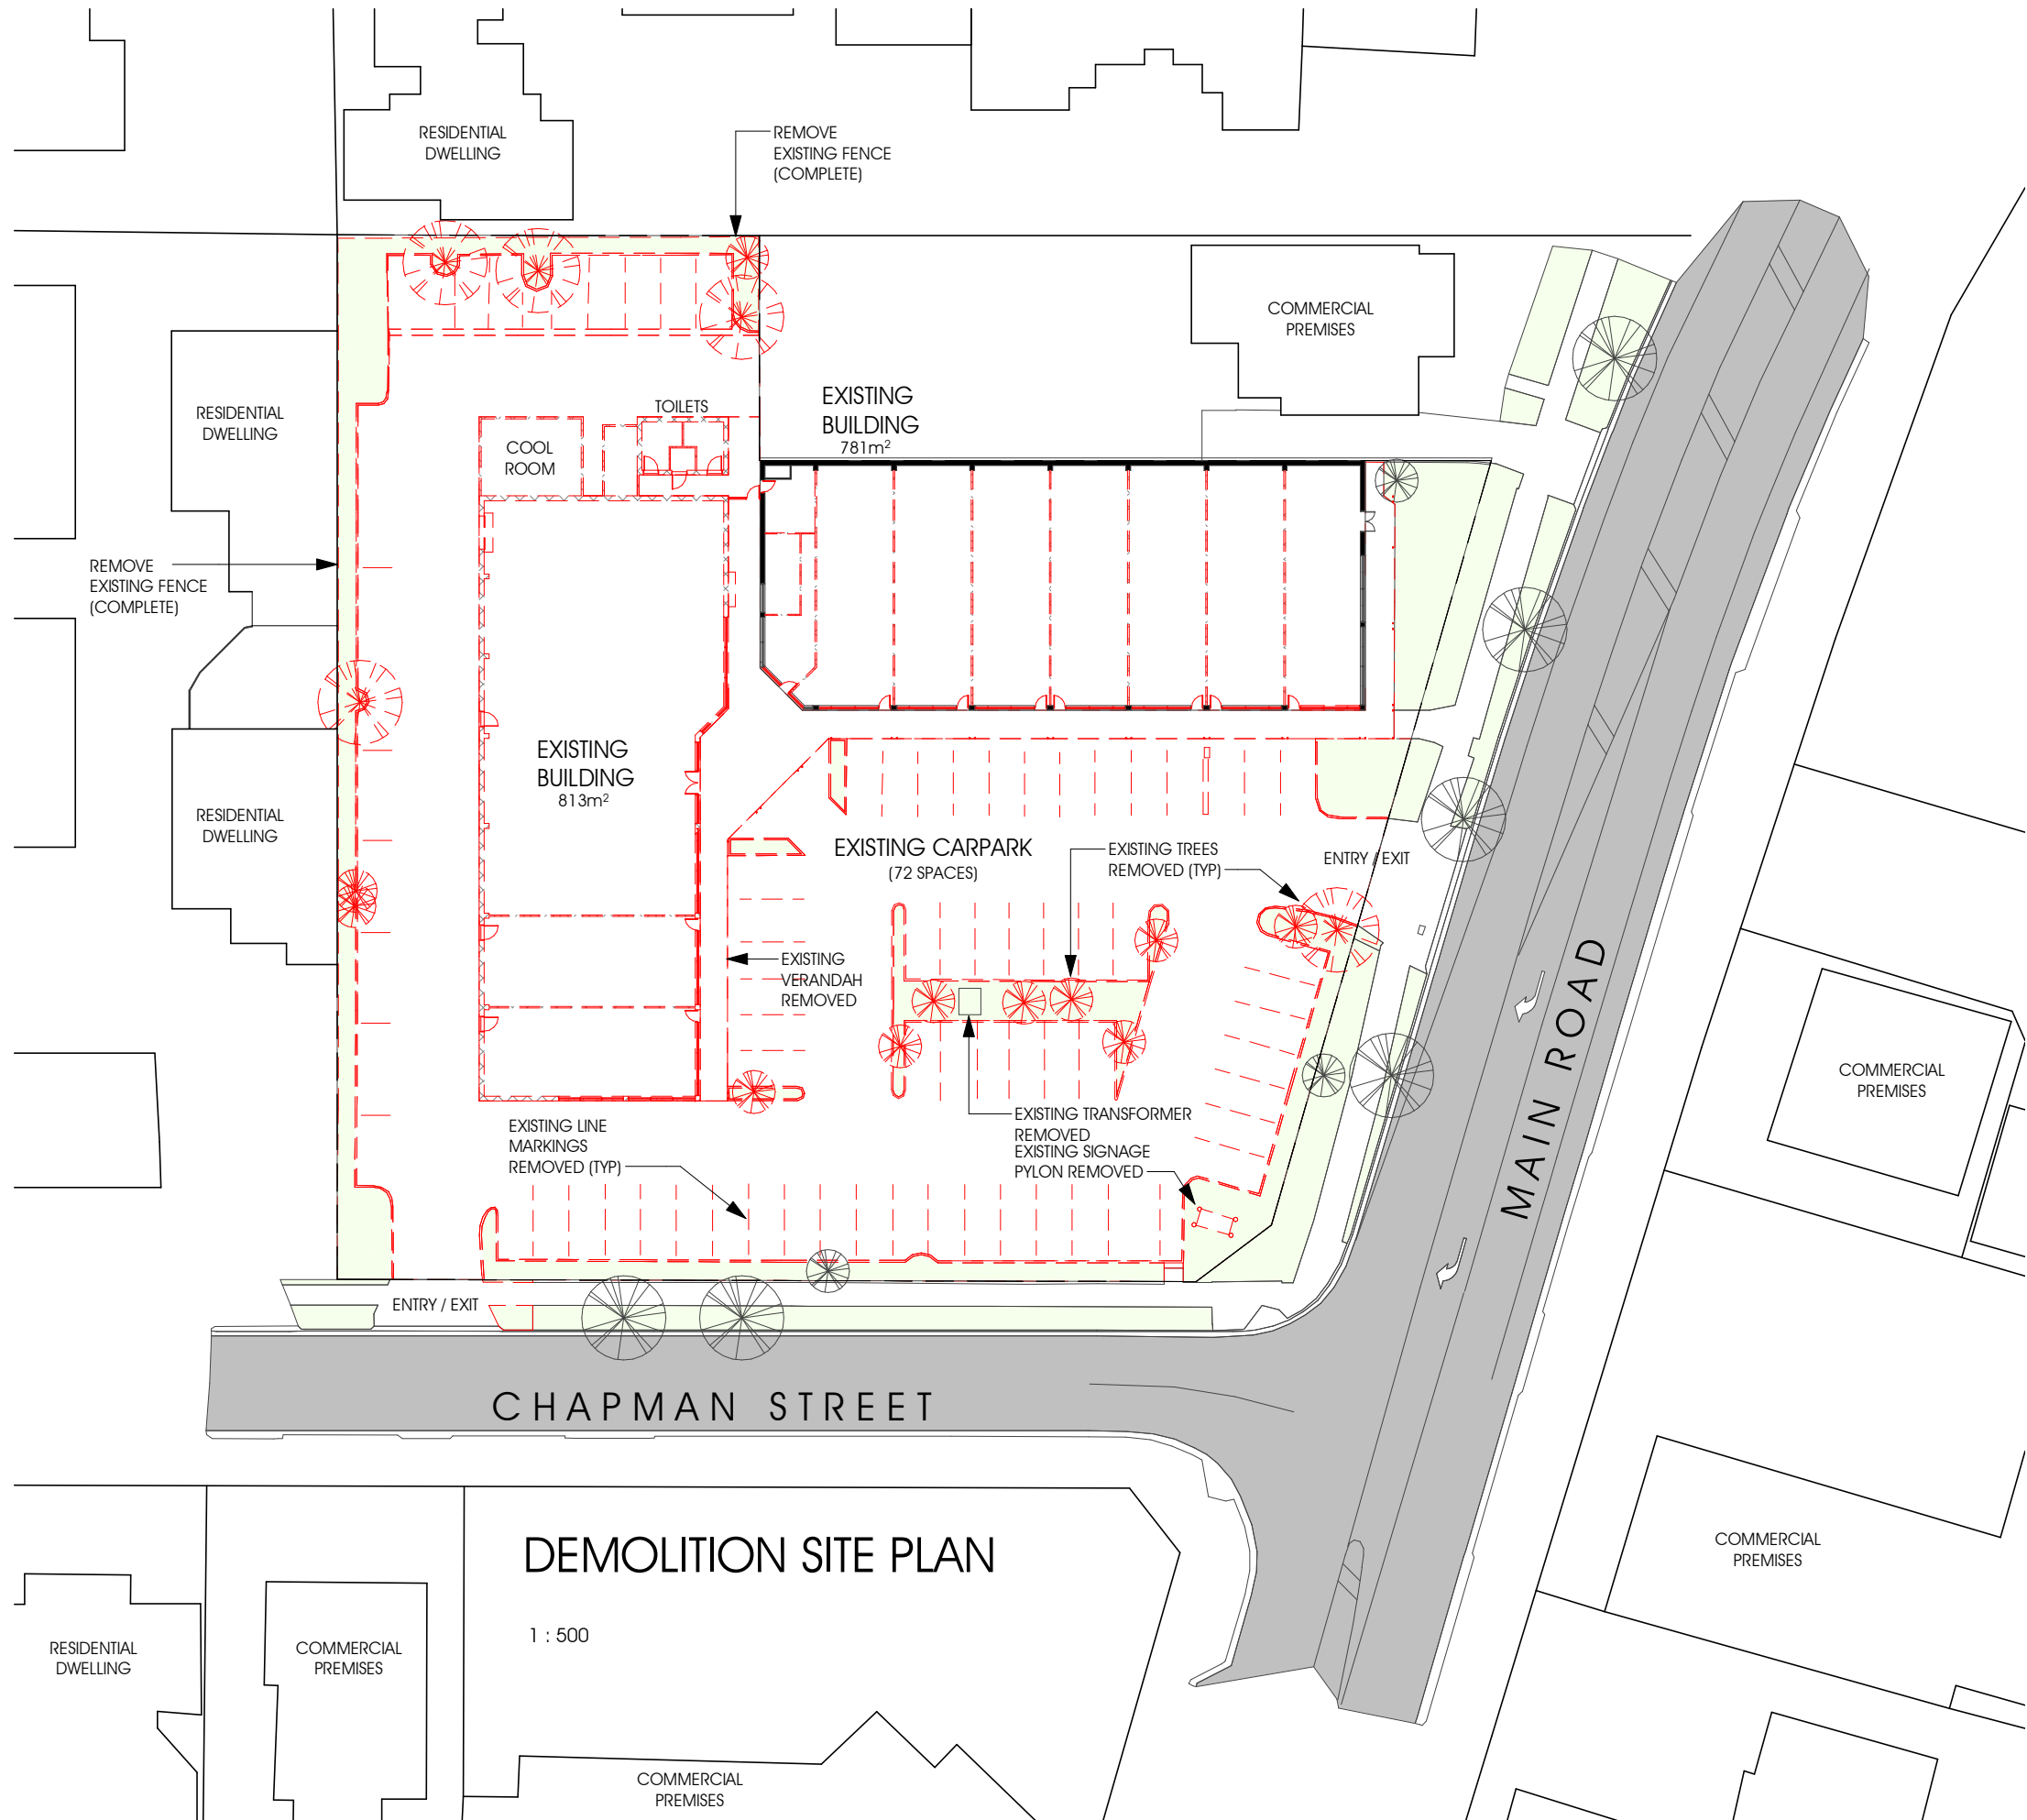 RESIDENTIAL
DWELLING
REMOVE
EXISTING FENCE
(COMPLETE)
COMMERCIAL
PREMISES
RESIDENTIAL
DWELLING
TOILETS
COOL
ROOM
EXISTING
BUILDING
781m²
REMOVE
EXISTING FENCE
(COMPLETE)
EXISTING
BUILDING
813m²
RESIDENTIAL
DWELLING
EXISTING CARPARK
(72 SPACES)
EXISTING TREES
REMOVED (TYP)
ENTRY / EXIT
EXISTING
VERANDAH
REMOVED
MAIN ROAD
COMMERCIAL
PREMISES
EXISTING LINE
MARKINGS
REMOVED (TYP)
EXISTING TRANSFORMER
REMOVED
EXISTING SIGNAGE
PYLON REMOVED
ENTRY / EXIT
CHAPMAN STREET
DEMOLITION SITE PLAN
1 : 500
COMMERCIAL
PREMISES
RESIDENTIAL
DWELLING
COMMERCIAL
PREMISES
COMMERCIAL
PREMISES